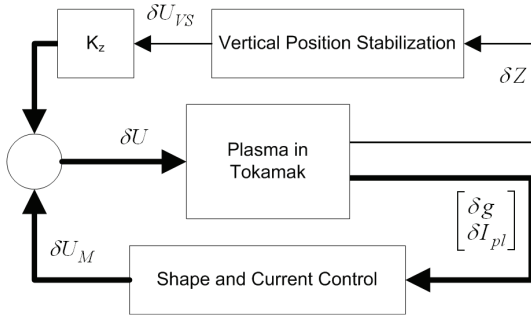 δU_VS
K_z
Vertical Position Stabilization
δZ
δU
Plasma in
Tokamak
δg
δI_pl
δU_M
Shape and Current Control